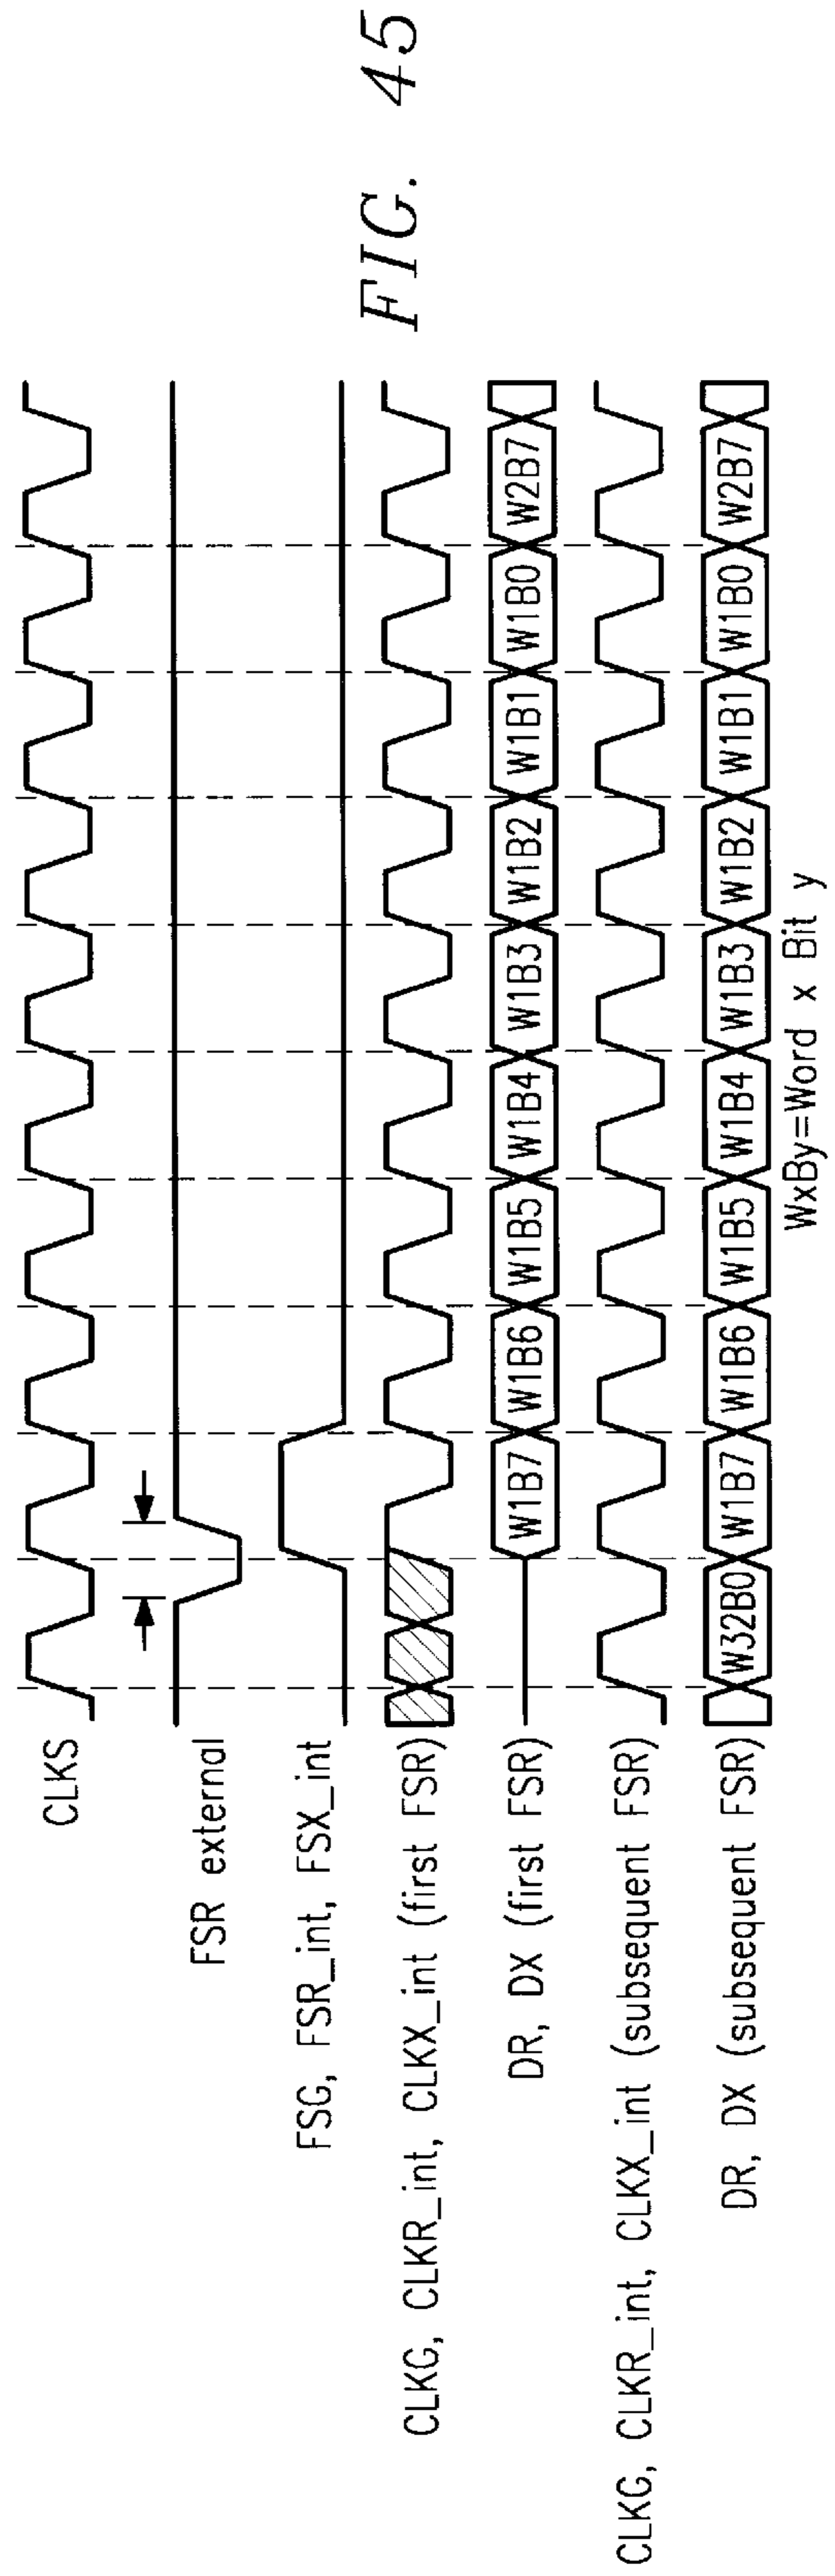 CLKS
FSR external
FSG, FSR_int, FSX_int
CLKG, CLKR_int, CLKX_int (first FSR)
DR, DX (first FSR) W1B7 W1B6 W1B5 W1B4 W1B3 W1B2 W1B1 W1B0 W2B7
CLKG, CLKR_int, CLKX_int (subsequent FSR)
DR, DX (subsequent FSR) W32B0 W1B7 W1B6 W1B5 W1B4 W1B3 W1B2 W1B1 W1B0 W2B7
WxBy=Word x Bit y
FIG. 45